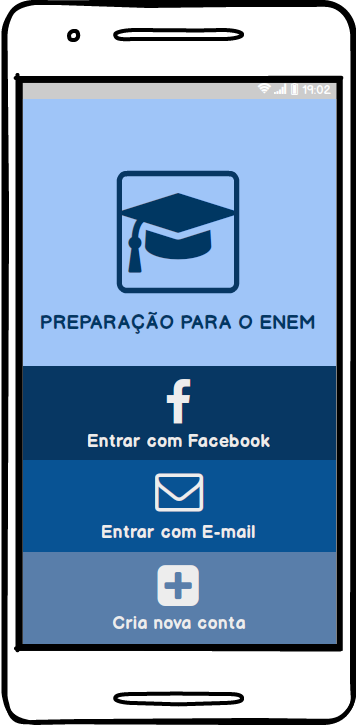 19:02
PREPARAÇÃO PARA O ENEM
Entrar com Facebook
Entrar com E-mail
Cria nova conta